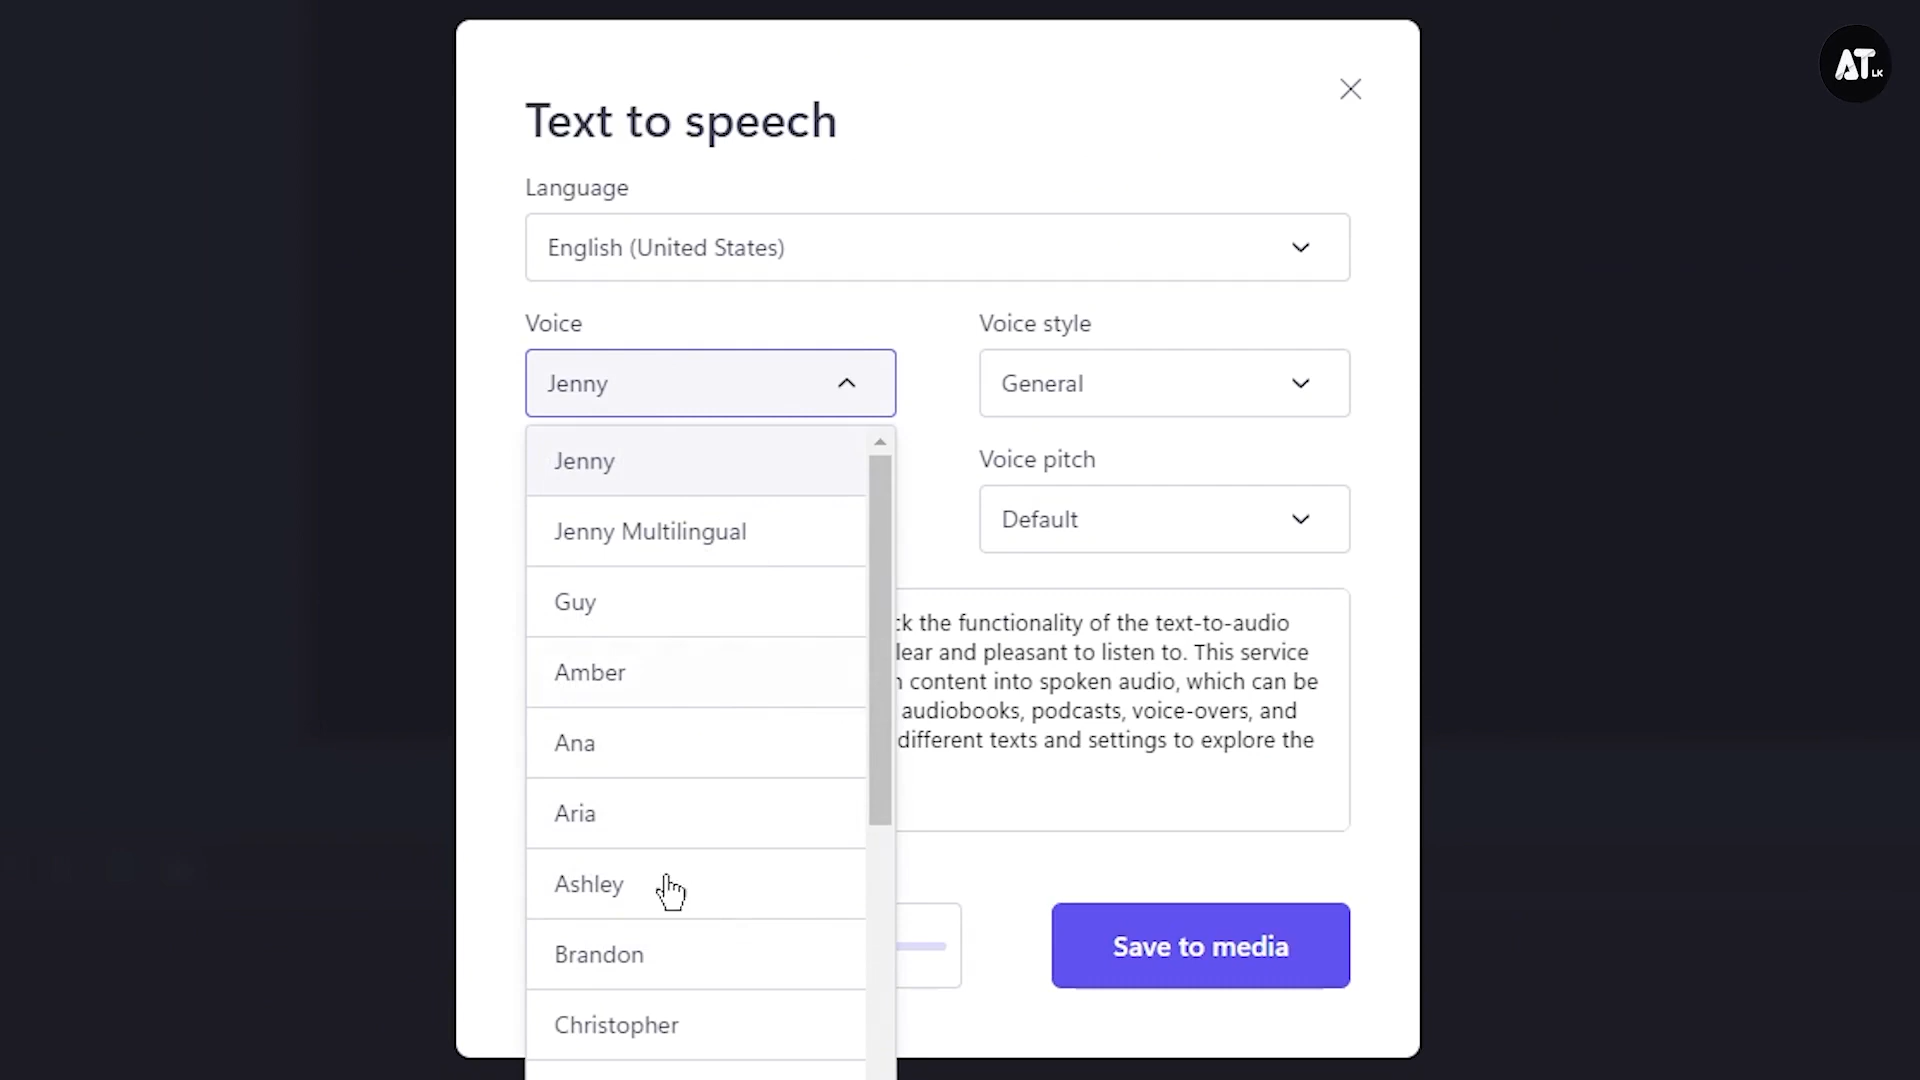 AT.LK
Text to speech
Language
English (United States)
Voice
Voice style
Jenny
General
Jenny
Jenny Multilingual
Guy
Amber
Ana
Aria
Ashley
Brandon
Christopher
Voice pitch
Default
the functionality of the text-to-audio
and pleasant to listen to. This service
content into spoken audio, which can be
audiobooks, podcasts, voice-overs, and
different texts and settings to explore the
Save to media